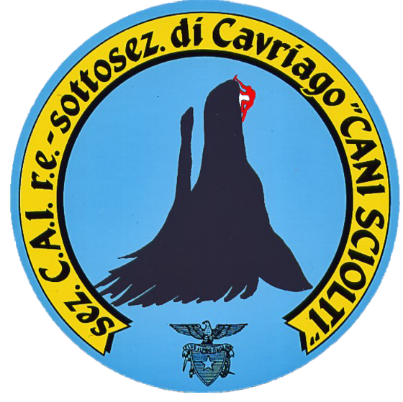 sez. C.A.I. r.e. - sottosez. di Cavriago "CANI SCIOLTI"